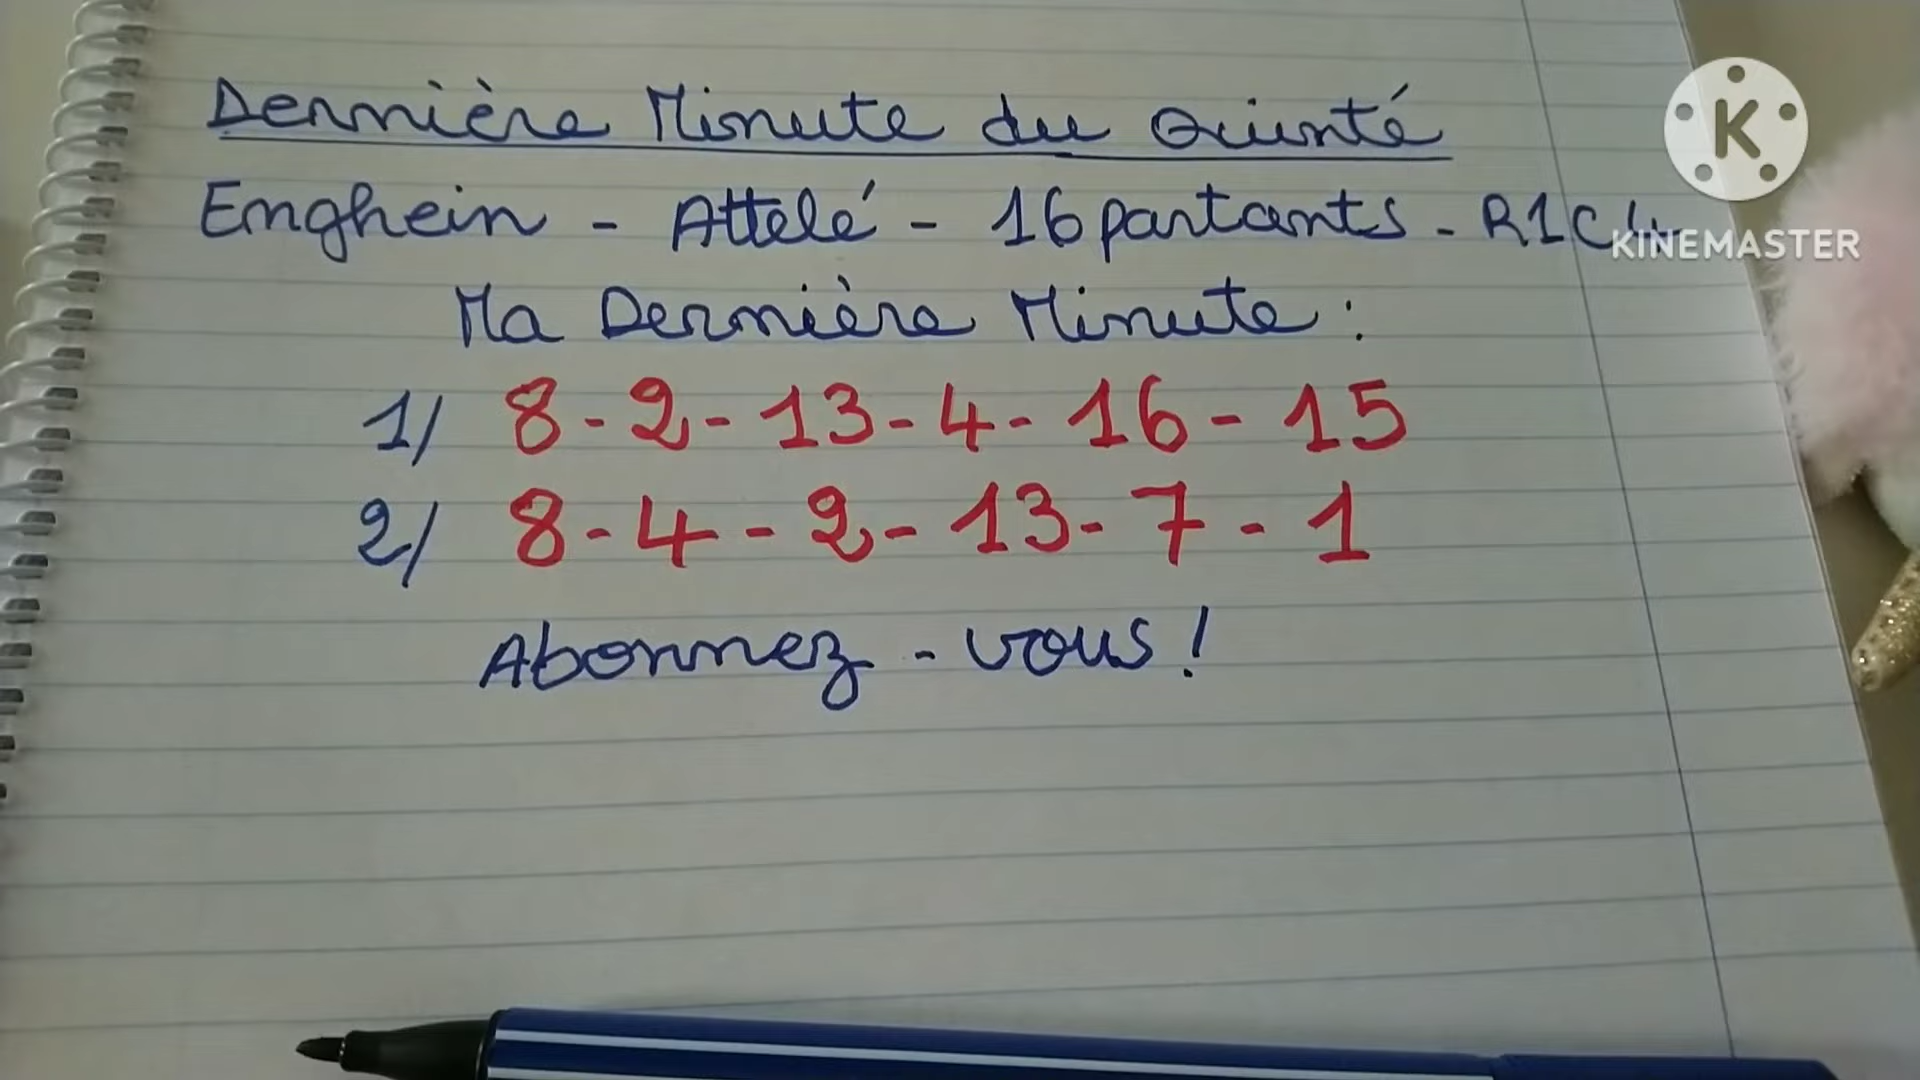 Dernière Minute du Quinté
Enghein - Attelé - 16 partants - R1C4
K
KINEMASTER
Ma Dernière Minute :
1/ 8 - 2 - 13 - 4 - 16 - 15
2/ 8 - 4 - 2 - 13 - 7 - 1
Abonnez-vous !